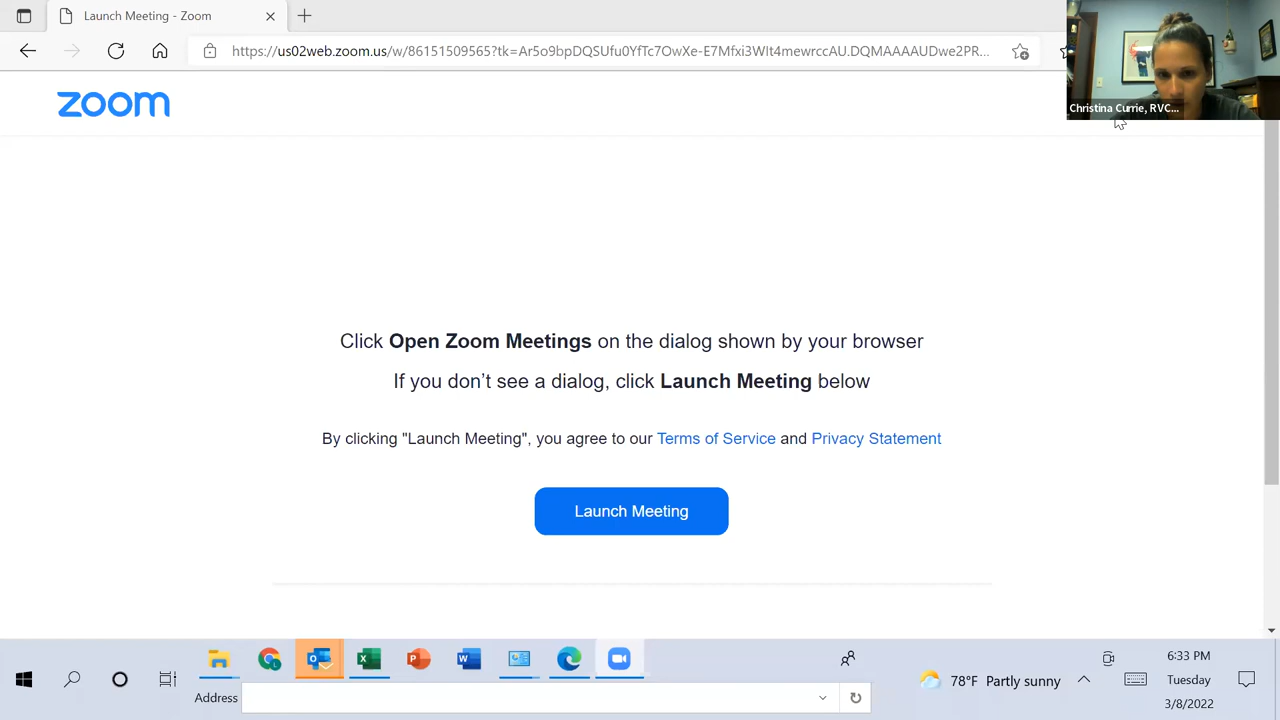 Launch Meeting - Zoom
https://us02web.zoom.us/w/86151509565?tk=Ar5o9bpDQSUfu0YfTc7OwXe-E7Mfxi3WIt4mewrccAU.DQMAAAAUDwe2PR...
zoom
Christina Currie, RVC...
Click Open Zoom Meetings on the dialog shown by your browser
If you don’t see a dialog, click Launch Meeting below
By clicking "Launch Meeting", you agree to our Terms of Service and Privacy Statement
Launch Meeting
6:33 PM
78°F Partly sunny
Tuesday
Address
3/8/2022